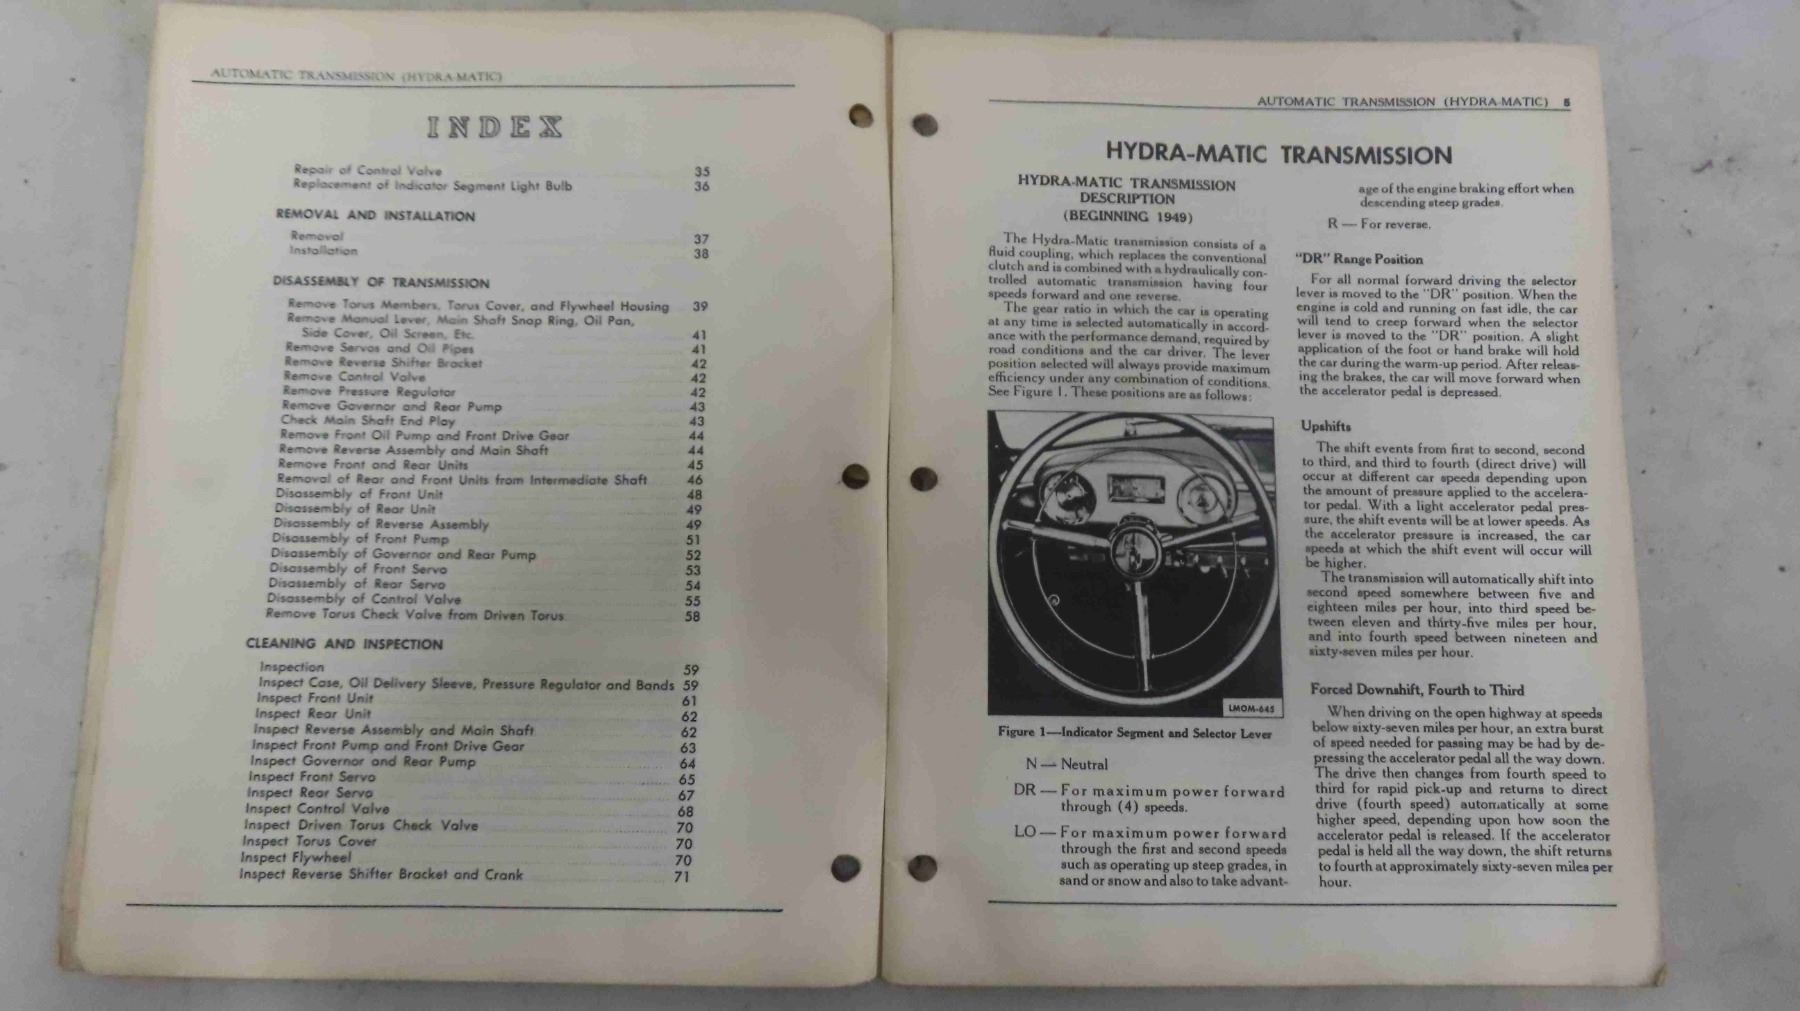 AUTOMATIC TRANSMISSION (HYDRA-MATIC)
INDEX
Repair of Control Valve 35
Replacement of Indicator Segment Light Bulb 36
REMOVAL AND INSTALLATION
Removal 37
Installation 38
DISASSEMBLY OF TRANSMISSION
Remove Torus Members, Torus Cover, and Flywheel Housing 39
Remove Manual Lever, Main Shaft Snap Ring, Oil Pan,
Side Cover, Oil Screen, Etc. 41
Remove Servos and Oil Pipes 41
Remove Reverse Shifter Bracket 42
Remove Control Valve 42
Remove Pressure Regulator 42
Remove Governor and Rear Pump 43
Check Main Shaft End Play 43
Remove Front Oil Pump and Front Drive Gear 44
Remove Reverse Assembly and Main Shaft 44
Remove Front and Rear Units 45
Removal of Rear and Front Units from Intermediate Shaft 46
Disassembly of Front Unit 48
Disassembly of Rear Unit 49
Disassembly of Reverse Assembly 49
Disassembly of Front Pump 51
Disassembly of Governor and Rear Pump 52
Disassembly of Front Servo 53
Disassembly of Rear Servo 54
Disassembly of Control Valve 55
Remove Torus Check Valve from Driven Torus 58
CLEANING AND INSPECTION
Inspection 59
Inspect Case, Oil Delivery Sleeve, Pressure Regulator and Bands 59
Inspect Front Unit 61
Inspect Rear Unit 62
Inspect Reverse Assembly and Main Shaft 62
Inspect Front Pump and Front Drive Gear 63
Inspect Governor and Rear Pump 64
Inspect Front Servo 65
Inspect Rear Servo 67
Inspect Control Valve 68
Inspect Driven Torus Check Valve 70
Inspect Torus Cover 70
Inspect Flywheel 70
Inspect Reverse Shifter Bracket and Crank 71
AUTOMATIC TRANSMISSION (HYDRA-MATIC) 5
HYDRA-MATIC TRANSMISSION
HYDRA-MATIC TRANSMISSION
DESCRIPTION
(BEGINNING 1949)
The Hydra-Matic transmission consists of a
fluid coupling, which replaces the conventional
clutch and is combined with a hydraulically con-
trolled automatic transmission having four
speeds forward and one reverse.
The gear ratio in which the car is operating
at any time is selected automatically in accord-
ance with the performance demand, required by
road conditions and the car driver. The lever
position selected will always provide maximum
efficiency under any combination of conditions.
See Figure 1. These positions are as follows:
LMOM-645
Figure 1—Indicator Segment and Selector Lever
N — Neutral
DR — For maximum power forward
through (4) speeds.
LO — For maximum power forward
through the first and second speeds
such as operating up steep grades, in
sand or snow and also to take advant-
age of the engine braking effort when
descending steep grades.
R — For reverse.
"DR" Range Position
For all normal forward driving the selector
lever is moved to the "DR" position. When the
engine is cold and running on fast idle, the car
will tend to creep forward when the selector
lever is moved to the "DR" position. A slight
application of the foot or hand brake will hold
the car during the warm-up period. After releas-
ing the brakes, the car will move forward when
the accelerator pedal is depressed.
Upshifts
The shift events from first to second, second
to third, and third to fourth (direct drive) will
occur at different car speeds depending upon
the amount of pressure applied to the accelera-
tor pedal. With a light accelerator pedal pres-
sure, the shift events will be at lower speeds. As
the accelerator pressure is increased, the car
speeds at which the shift event will occur will
be higher.
The transmission will automatically shift into
second speed somewhere between five and
eighteen miles per hour, into third speed be-
tween eleven and thirty-five miles per hour,
and into fourth speed between nineteen and
sixty-seven miles per hour.
Forced Downshift, Fourth to Third
When driving on the open highway at speeds
below sixty-seven miles per hour, an extra burst
of speed needed for passing may be had by de-
pressing the accelerator pedal all the way down.
The drive then changes from fourth speed to
third for rapid pick-up and returns to direct
drive (fourth speed) automatically at some
higher speed, depending upon how soon the
accelerator pedal is released. If the accelerator
pedal is held all the way down, the shift returns
to fourth at approximately sixty-seven miles per
hour.